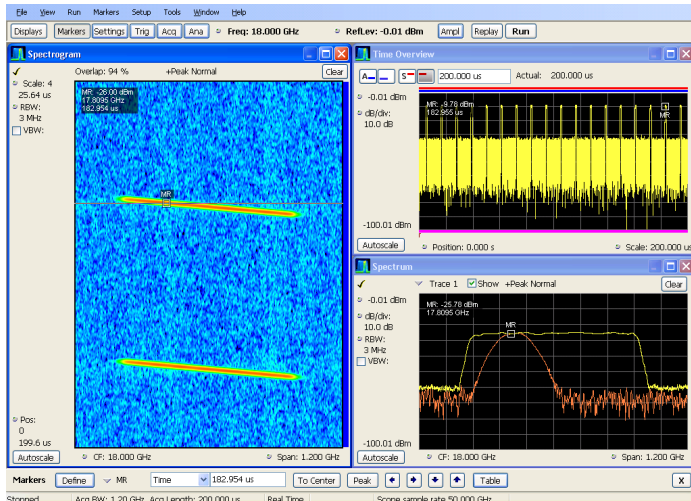 File View Run Markers Setup Tools Window Help
Displays Markers Settings Trig Acq Ana Freq: 18.000 GHz RefLev: -0.01 dBm Ampl Replay Run
Spectrogram
Overlap: 94 % +Peak Normal Clear
Scale: 4
25.64 us
RBW:
3 MHz
VBW:
MR: -26.00 dBm
17.8095 GHz
182.954 us
MR
Pos:
0
199.6 us
Autoscale CF: 18.000 GHz Span: 1.200 GHz
Time Overview
A S 200.000 us Actual: 200.000 us
-0.01 dBm
dB/div:
10.0 dB
MR: -9.78 dBm
182.955 us
MR
-100.01 dBm
Autoscale Position: 0.000 s Scale: 200.000 us
Spectrum
Trace 1 Show +Peak Normal Clear
-0.01 dBm
dB/div:
10.0 dB
RBW:
3 MHz
VBW:
MR: -25.78 dBm
17.8095 GHz
MR
-100.01 dBm
Autoscale CF: 18.000 GHz Span: 1.200 GHz
Markers Define MR Time 182.954 us To Center Peak Table X
Stopped Acq BW: 1.20 GHz, Acq Length: 200.000 us Real Time Scope sample rate 50.000 GHz